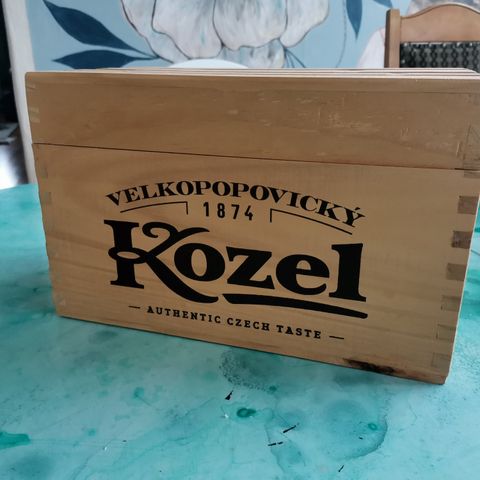 VELKOPOPOVICKÝ
1874
Kozel
— AUTHENTIC CZECH TASTE —